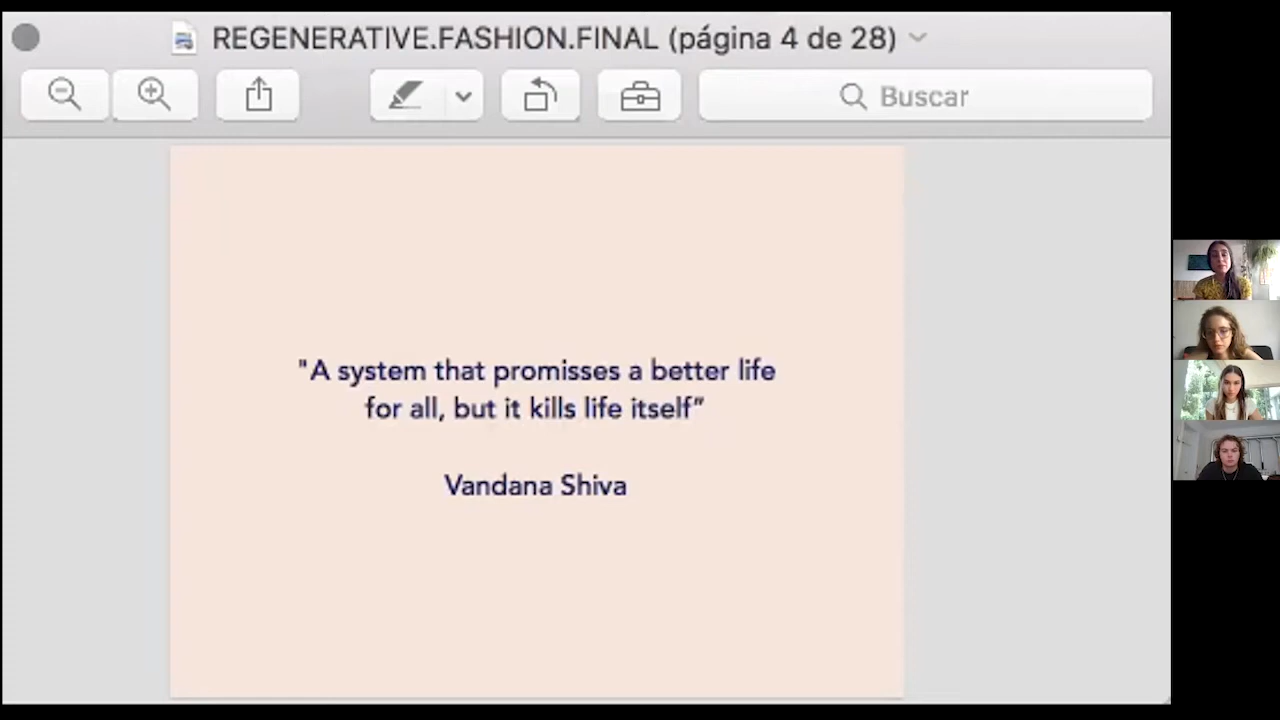 REGENERATIVE.FASHION.FINAL (página 4 de 28)
Buscar
"A system that promisses a better life
for all, but it kills life itself”
Vandana Shiva